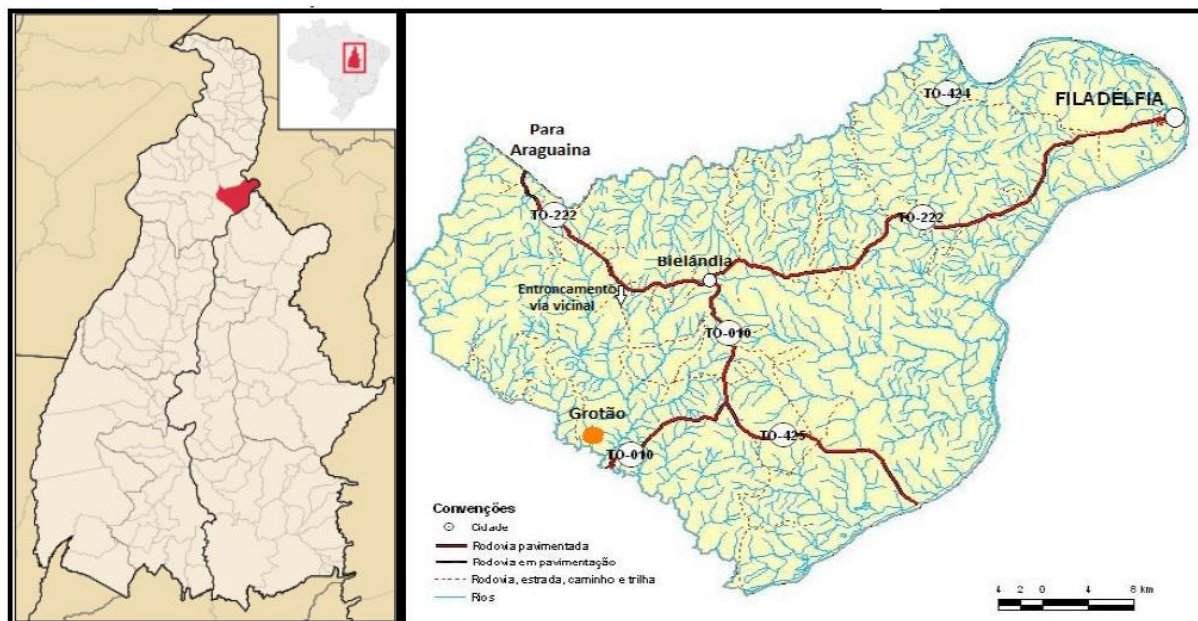 Para
Araguaina
TO-424
FILADÉLFIA
TO-222
TO-222
Bielândia
Entroncamento
via vicinal
TO-010
Grotão
TO-010
TO-425
Convenções
Cidade
Rodovia pavimentada
Rodovia em pavimentação
Rodovia, estrada, caminho e trilha
Rios
4 2 0 4 8 km